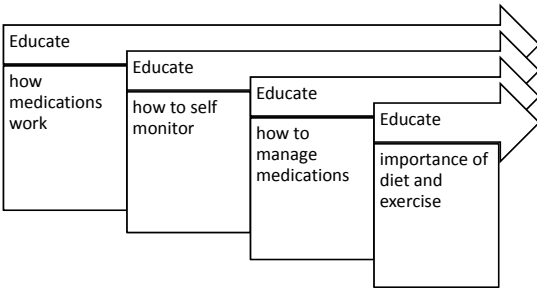 Educate
how
medications
work
Educate
how to self
monitor
Educate
how to
manage
medications
Educate
importance of
diet and
exercise